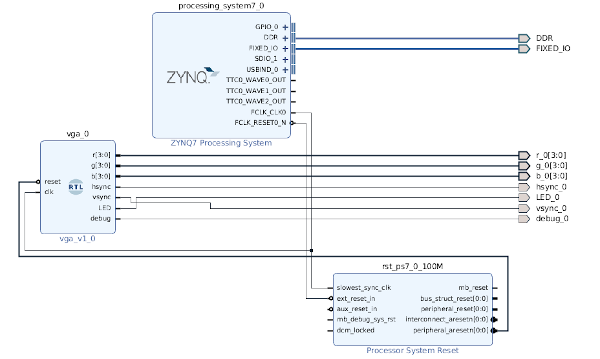 processing_system7_0
GPIO_0
DDR
FIXED_IO
SDIO_1
USBIND_0
TTC0_WAVE0_OUT
TTC0_WAVE1_OUT
TTC0_WAVE2_OUT
FCLK_CLK0
FCLK_RESET0_N
ZYNQ
ZYNQ7 Processing System
DDR
FIXED_IO
vga_0
reset
clk
RTL
r[3:0]
g[3:0]
b[3:0]
hsync
vsync
LED
debug
vga_v1_0
r_0[3:0]
g_0[3:0]
b_0[3:0]
hsync_0
LED_0
vsync_0
debug_0
rst_ps7_0_100M
slowest_sync_clk
ext_reset_in
aux_reset_in
mb_debug_sys_rst
dcm_locked
mb_reset
bus_struct_reset[0:0]
peripheral_reset[0:0]
interconnect_aresetn[0:0]
peripheral_aresetn[0:0]
Processor System Reset